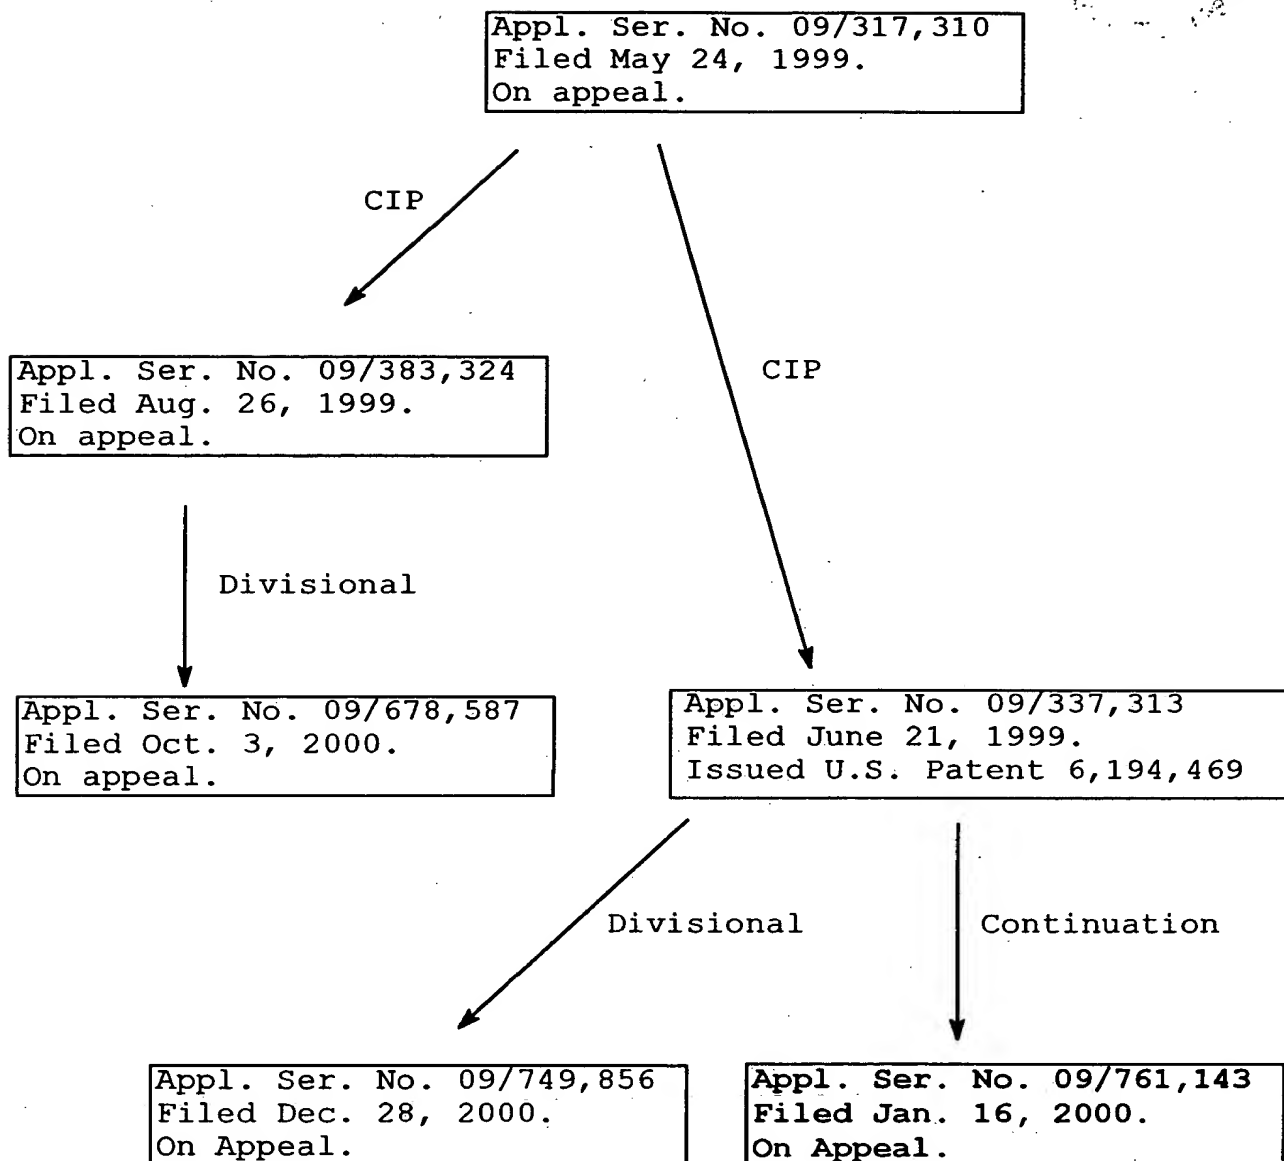 Appl. Ser. No. 09/317,310
Filed May 24, 1999.
On appeal.
CIP
CIP
Appl. Ser. No. 09/383,324
Filed Aug. 26, 1999.
On appeal.
Divisional
Appl. Ser. No. 09/678,587
Filed Oct. 3, 2000.
On appeal.
Appl. Ser. No. 09/337,313
Filed June 21, 1999.
Issued U.S. Patent 6,194,469
Divisional
Continuation
Appl. Ser. No. 09/749,856
Filed Dec. 28, 2000.
On Appeal.
Appl. Ser. No. 09/761,143
Filed Jan. 16, 2000.
On Appeal.